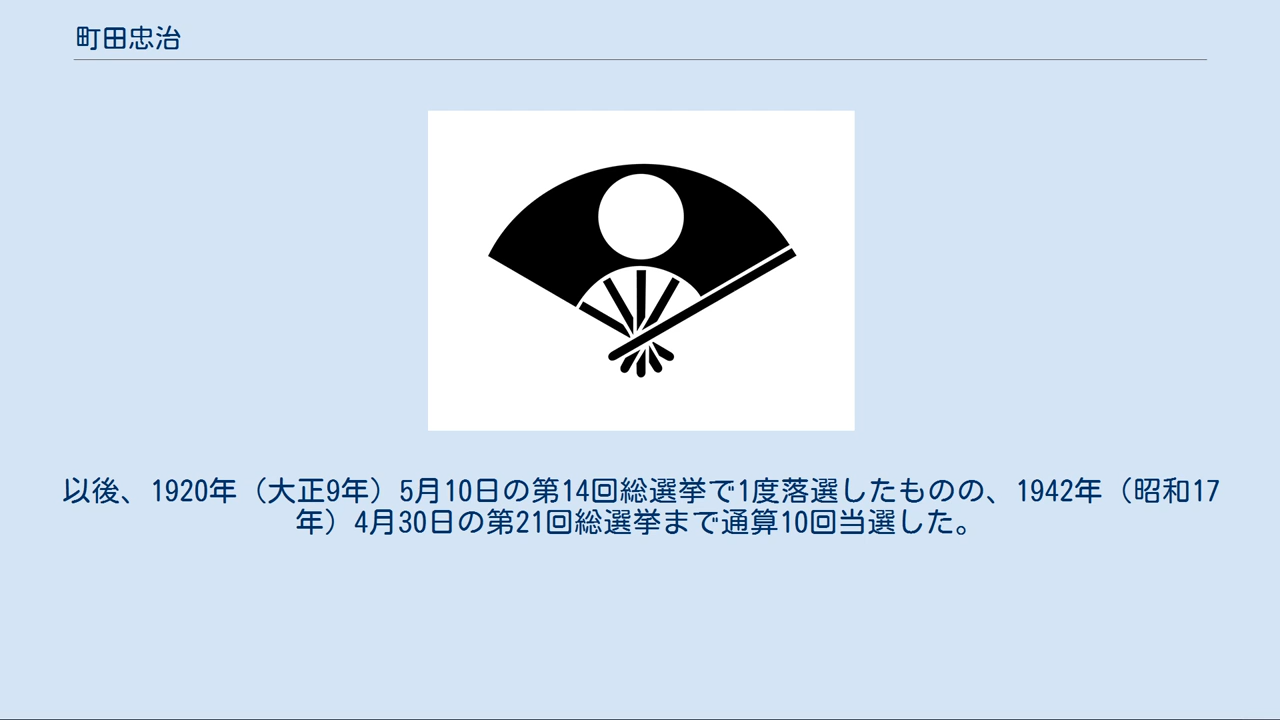 町田忠治
以後、1920年（大正9年）5月10日の第14回総選挙で1度落選したものの、1942年（昭和17
年）4月30日の第21回総選挙まで通算10回当選した。